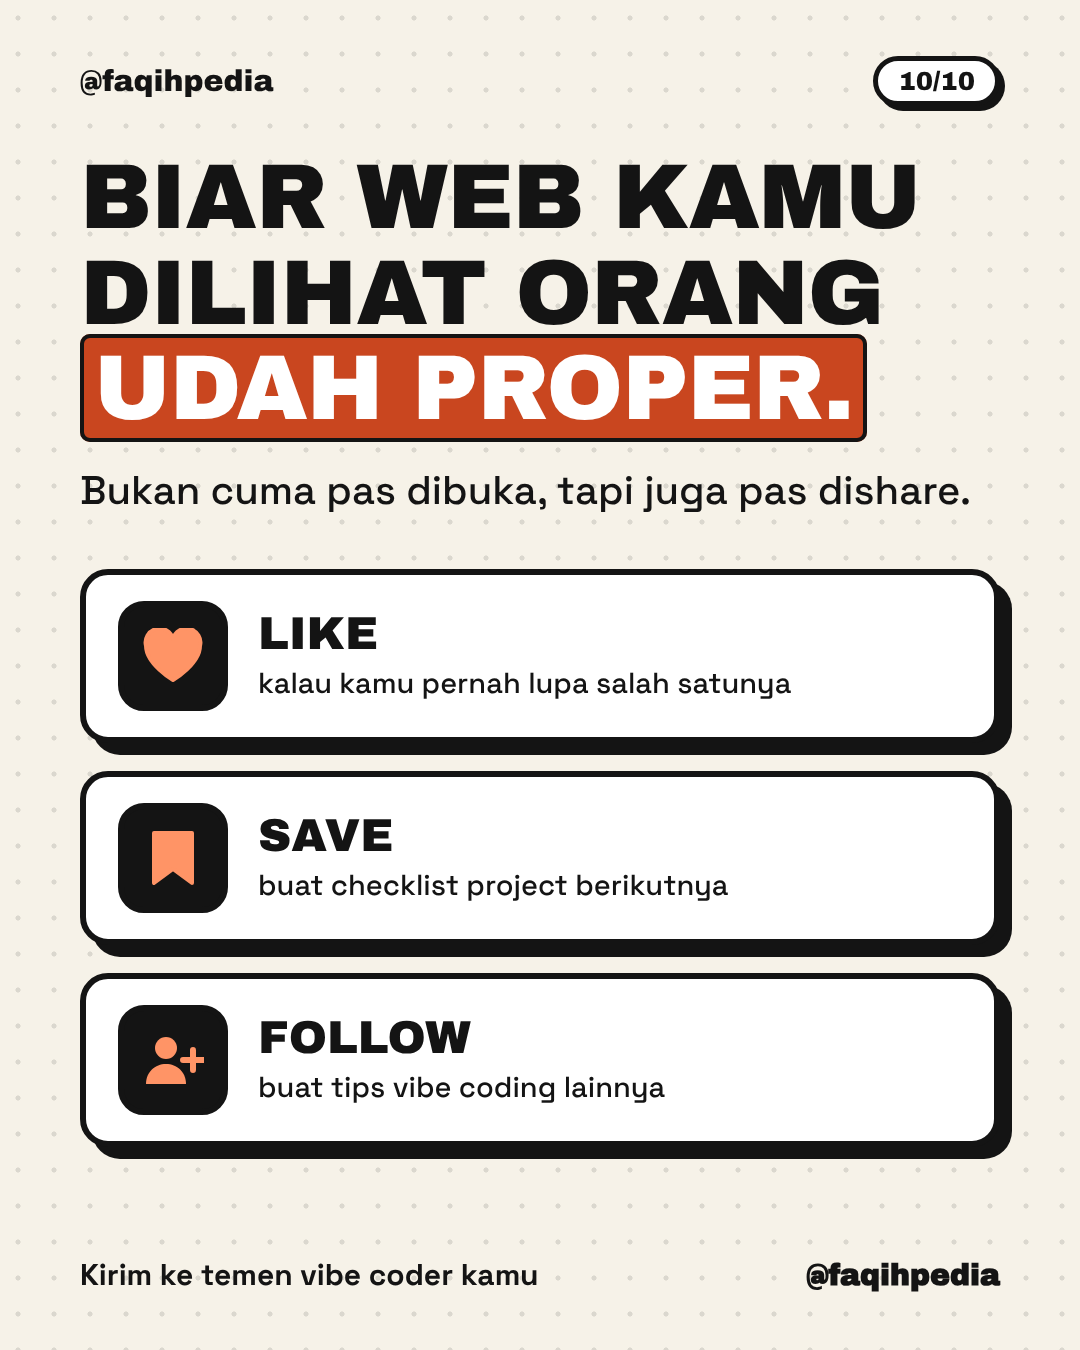 @faqihpedia
10/10
BIAR WEB KAMU
DILIHAT ORANG
UDAH PROPER.
Bukan cuma pas dibuka, tapi juga pas dishare.
LIKE
kalau kamu pernah lupa salah satunya
SAVE
buat checklist project berikutnya
FOLLOW
buat tips vibe coding lainnya
Kirim ke temen vibe coder kamu
@faqihpedia